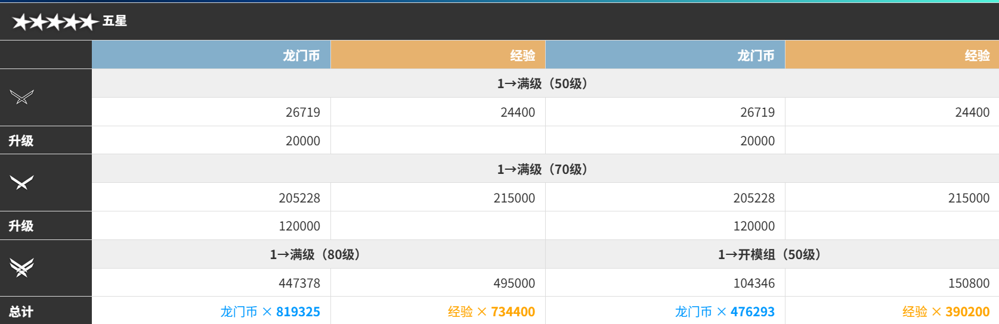 五星
龙门币 经验 龙门币 经验
1→满级（50级）
26719 24400 26719 24400
升级 20000 20000
1→满级（70级）
205228 215000 205228 215000
升级 120000 120000
1→满级（80级） 1→开模组（50级）
447378 495000 104346 150800
总计 龙门币 × 819325 经验 × 734400 龙门币 × 476293 经验 × 390200